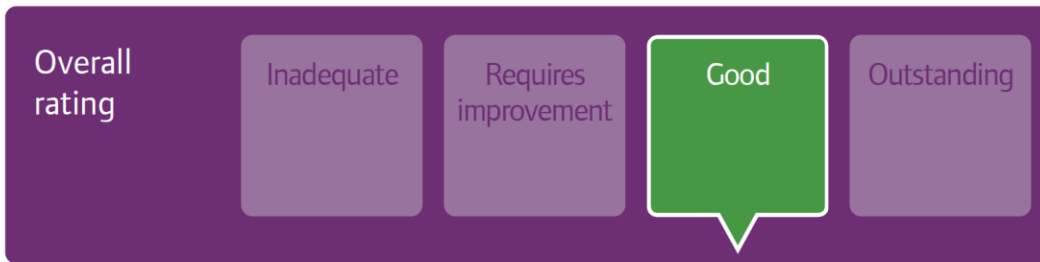 Overall
rating
Inadequate
Requires
improvement
Good
Outstanding